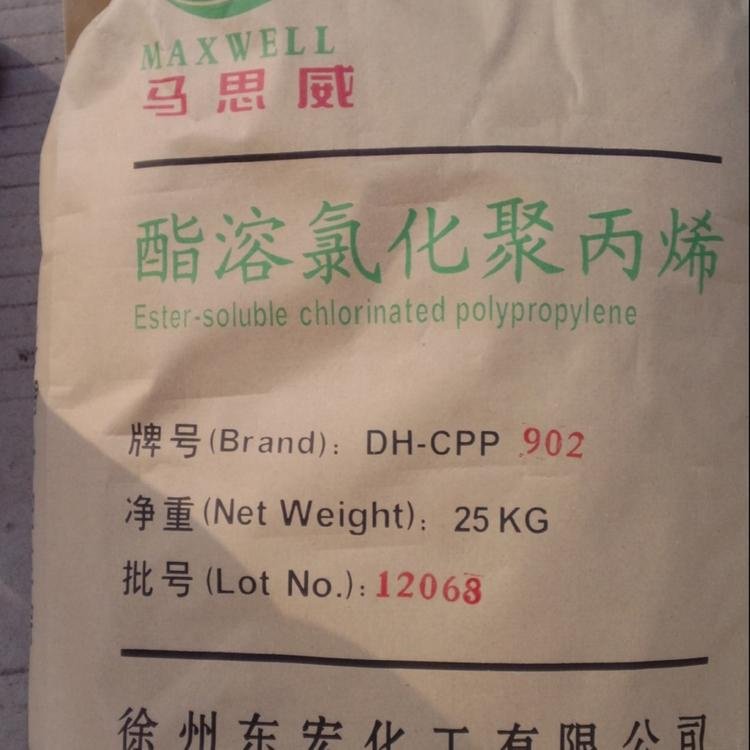 MAXWELL
马思威
酯溶氯化聚丙烯
Ester-soluble chlorinated polypropylene
牌号(Brand): DH-CPP 902
净重(Net Weight): 25KG
批号(Lot No.): 12068
徐州东宏化工有限公司